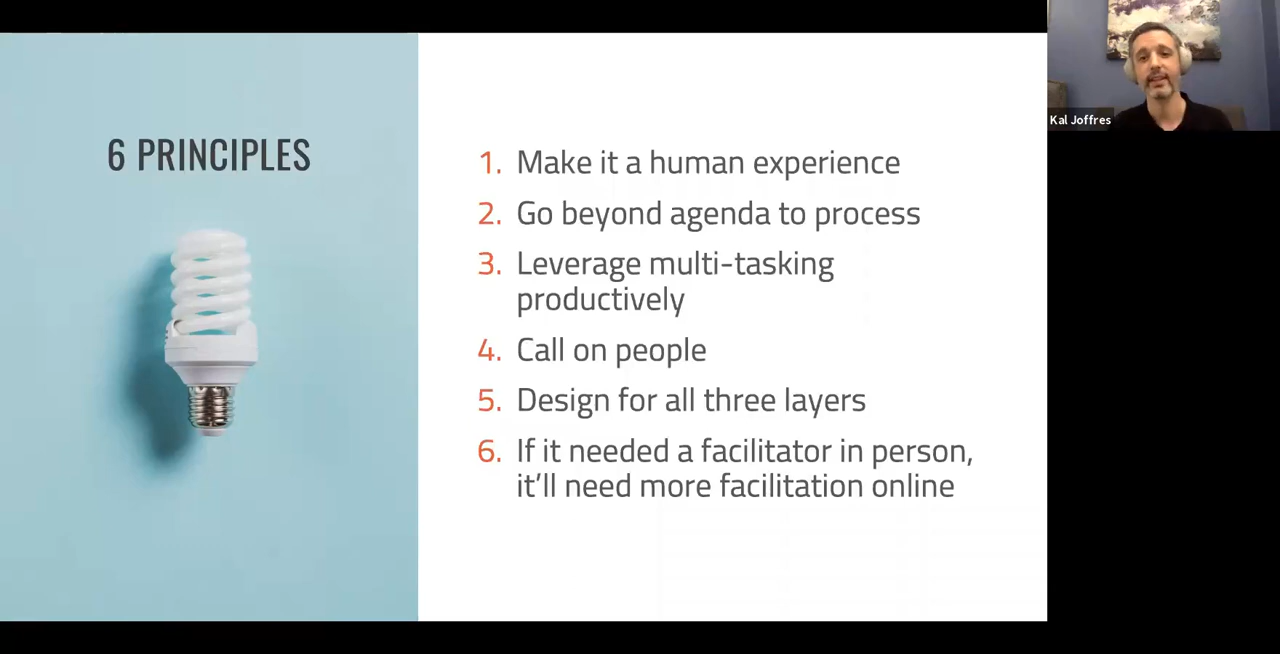 6 PRINCIPLES
1. Make it a human experience
2. Go beyond agenda to process
3. Leverage multi-tasking
productively
4. Call on people
5. Design for all three layers
6. If it needed a facilitator in person,
it’ll need more facilitation online
Kal Joffres